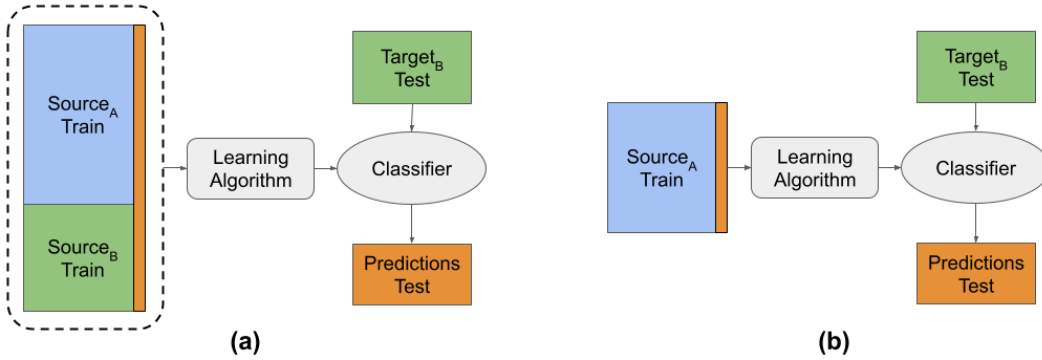 Source_A
Train
Source_B
Train
Learning
Algorithm
Target_B
Test
Classifier
Predictions
Test
(a)
Source_A
Train
Learning
Algorithm
Target_B
Test
Classifier
Predictions
Test
(b)